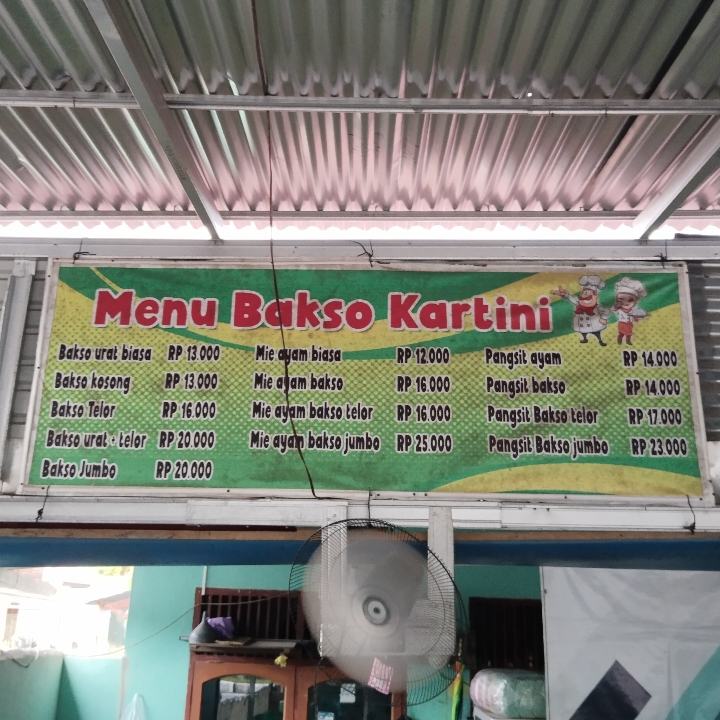 Menu Bakso Kartini
Bakso urat biasa RP 13.000
Bakso kosong RP 13.000
Bakso Telor RP 16.000
Bakso urat + telor RP 20.000
Bakso Jumbo RP 20.000
Mie ayam biasa RP 12.000
Mie ayam bakso RP 16.000
Mie ayam bakso telor RP 16.000
Mie ayam bakso jumbo RP 25.000
Pangsit ayam RP 14.000
Pangsit bakso RP 14.000
Pangsit Bakso telor RP 17.000
Pangsit Bakso jumbo RP 23.000